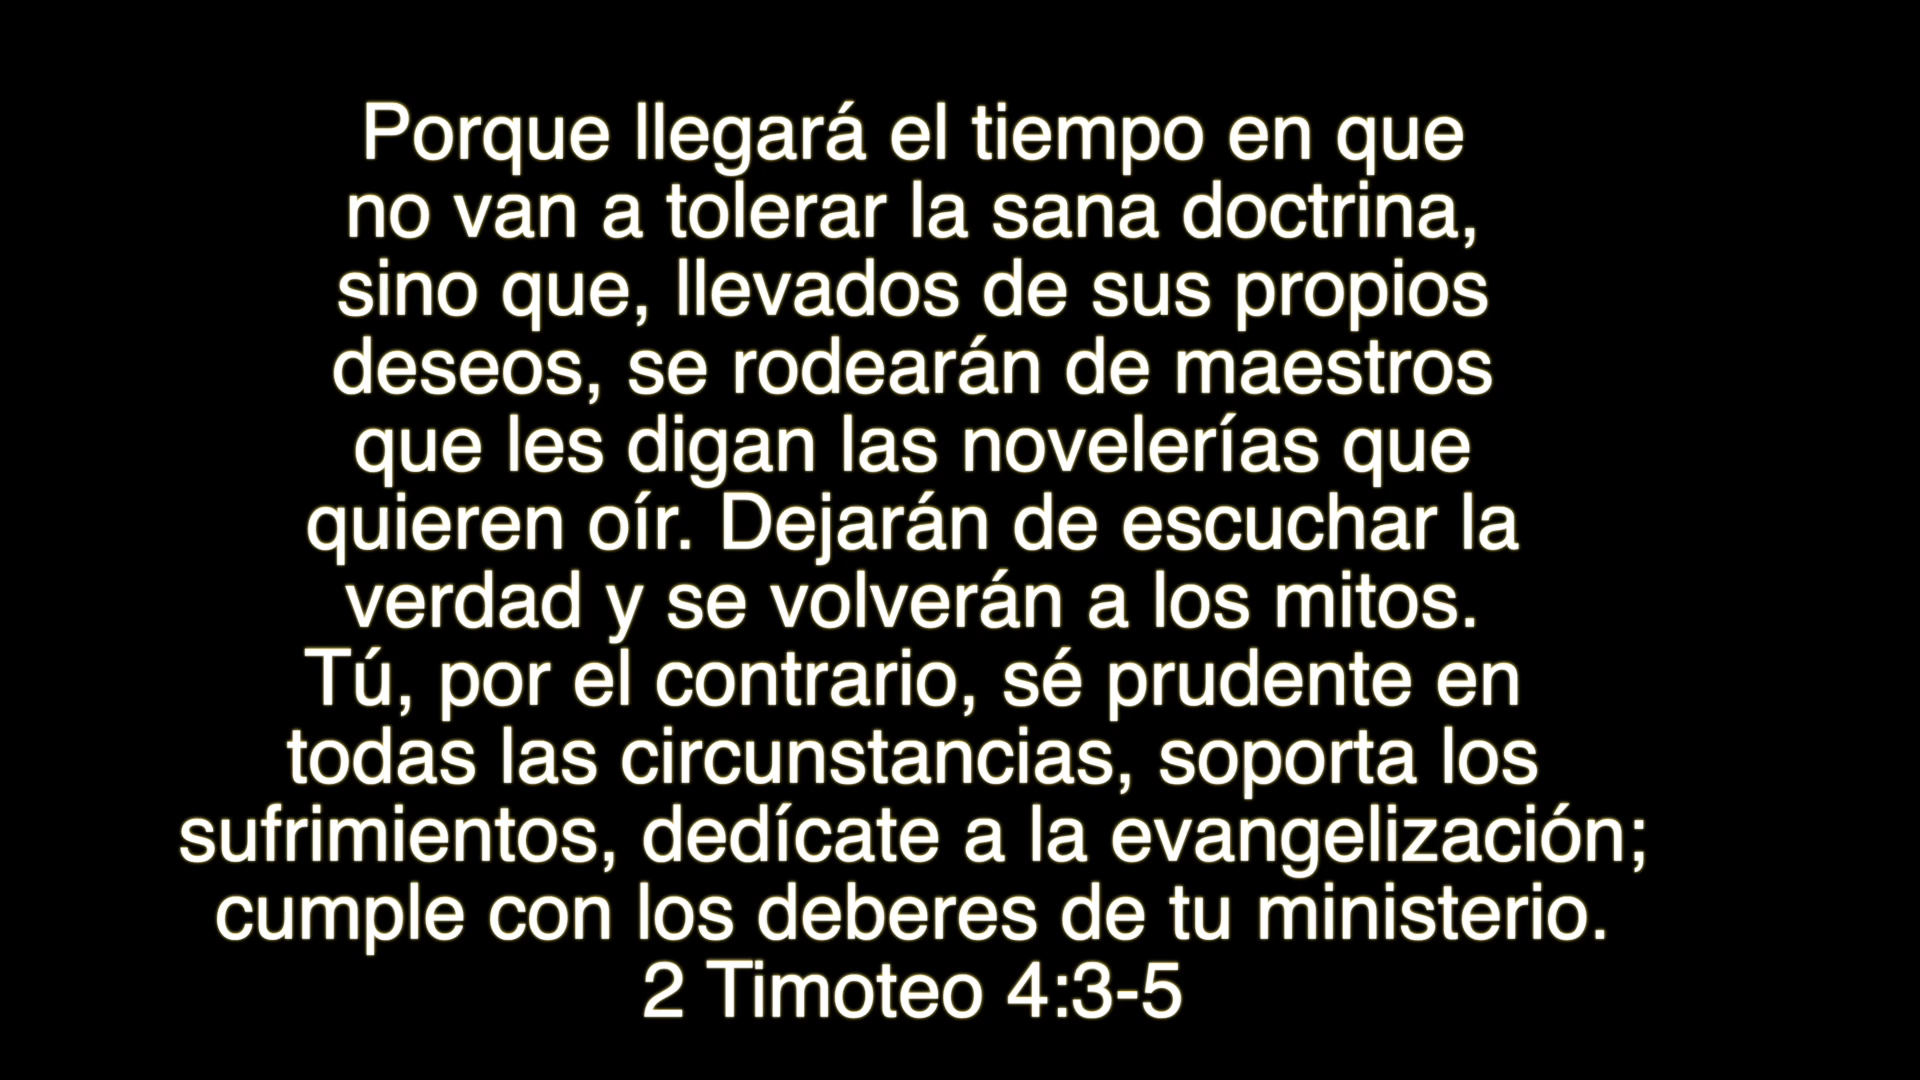 Porque llegará el tiempo en que
no van a tolerar la sana doctrina,
sino que, llevados de sus propios
deseos, se rodearán de maestros
que les digan las novelerías que
quieren oír. Dejarán de escuchar la
verdad y se volverán a los mitos.
Tú, por el contrario, sé prudente en
todas las circunstancias, soporta los
sufrimientos, dedícate a la evangelización;
cumple con los deberes de tu ministerio.
2 Timoteo 4:3-5